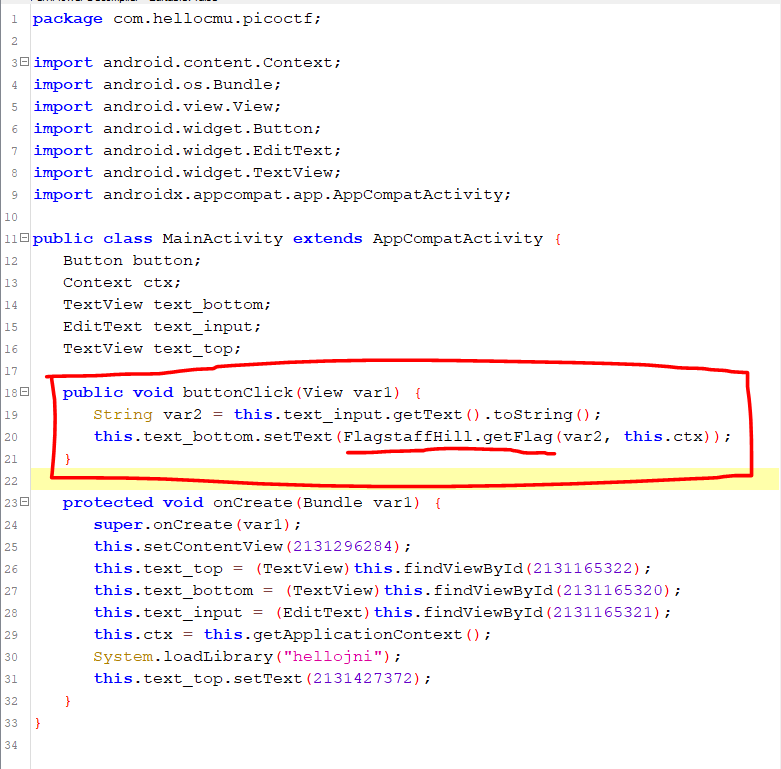 1 package com.hellocmu.picoctf;
2
3 import android.content.Context;
4 import android.os.Bundle;
5 import android.view.View;
6 import android.widget.Button;
7 import android.widget.EditText;
8 import android.widget.TextView;
9 import androidx.appcompat.app.AppCompatActivity;
10
11 public class MainActivity extends AppCompatActivity {
12 Button button;
13 Context ctx;
14 TextView text_bottom;
15 EditText text_input;
16 TextView text_top;
17
18 public void buttonClick(View var1) {
19 String var2 = this.text_input.getText().toString();
20 this.text_bottom.setText(FlagstaffHill.getFlag(var2, this.ctx));
21 }
22
23 protected void onCreate(Bundle var1) {
24 super.onCreate(var1);
25 this.setContentView(2131296284);
26 this.text_top = (TextView)this.findViewById(2131165322);
27 this.text_bottom = (TextView)this.findViewById(2131165320);
28 this.text_input = (EditText)this.findViewById(2131165321);
29 this.ctx = this.getApplicationContext();
30 System.loadLibrary("hellojni");
31 this.text_top.setText(2131427372);
32 }
33 }
34